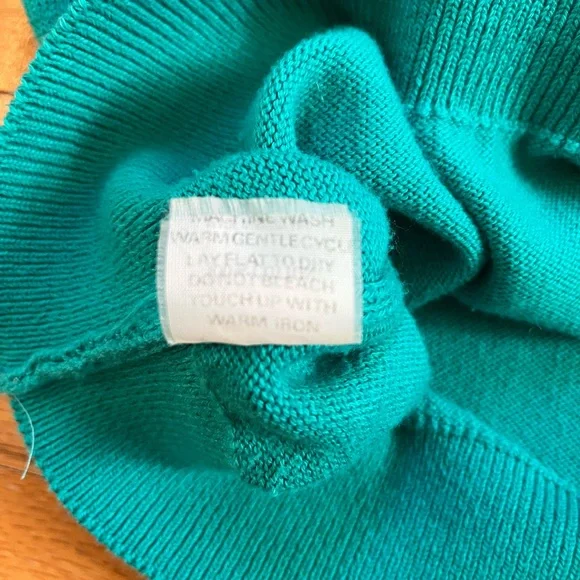 MACHINE WASH
WARM GENTLE CYCLE
LAY FLAT TO DRY
DO NOT BLEACH
TOUCH UP WITH
WARM IRON